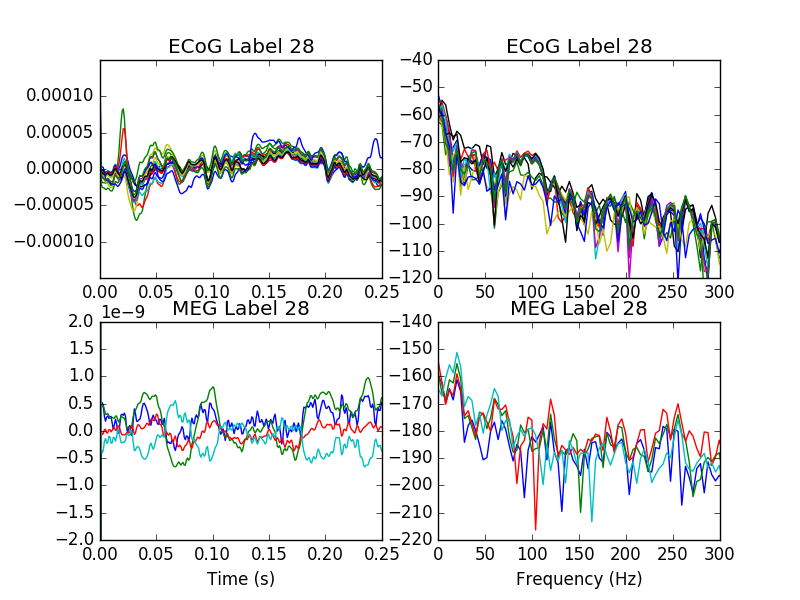 ECoG Label 28
ECoG Label 28
0.00010
0.00005
0.00000
−0.00005
−0.00010
0.00 0.05 0.10 0.15 0.20 0.25
−40
−50
−60
−70
−80
−90
−100
−110
−120
0 50 100 150 200 250 300
1e−9
MEG Label 28
MEG Label 28
2.0
1.5
1.0
0.5
0.0
−0.5
−1.0
−1.5
−2.0
0.00 0.05 0.10 0.15 0.20 0.25
Time (s)
−140
−150
−160
−170
−180
−190
−200
−210
−220
0 50 100 150 200 250 300
Frequency (Hz)